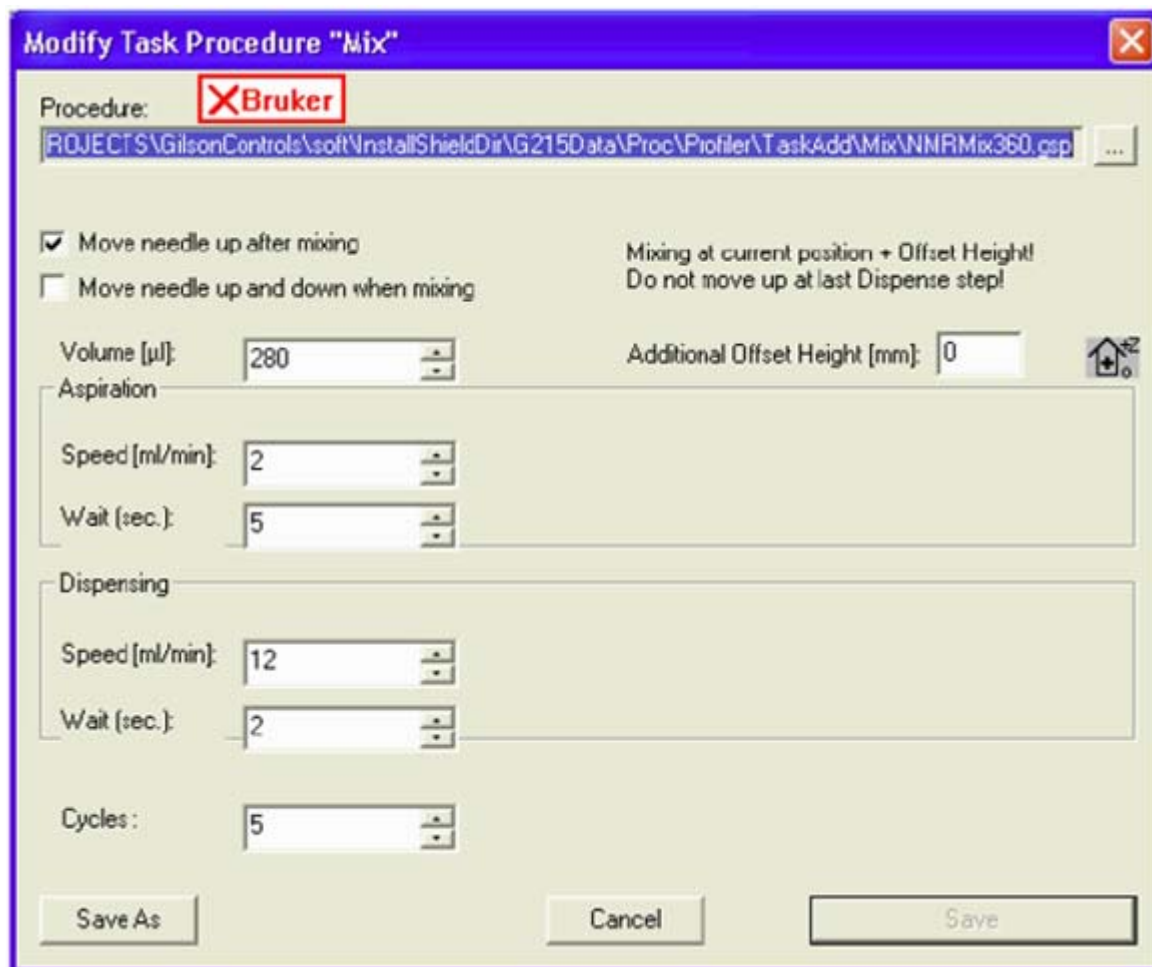 Modify Task Procedure "Mix"
Procedure:
XBruker
ROJECTS\GilsonControls\soft\InstallShieldDir\G215Data\Proc\Profiler\TaskAdd\Mix\NMRMix360.gsp
...
Move needle up after mixing
Move needle up and down when mixing
Mixing at current position + Offset Height!
Do not move up at last Dispense step!
Volume [µl]: 280
Additional Offset Height [mm]: 0
Aspiration
Speed [ml/min]: 2
Wait (sec.): 5
Dispensing
Speed [ml/min]: 12
Wait (sec.): 2
Cycles : 5
Save As
Cancel
Save